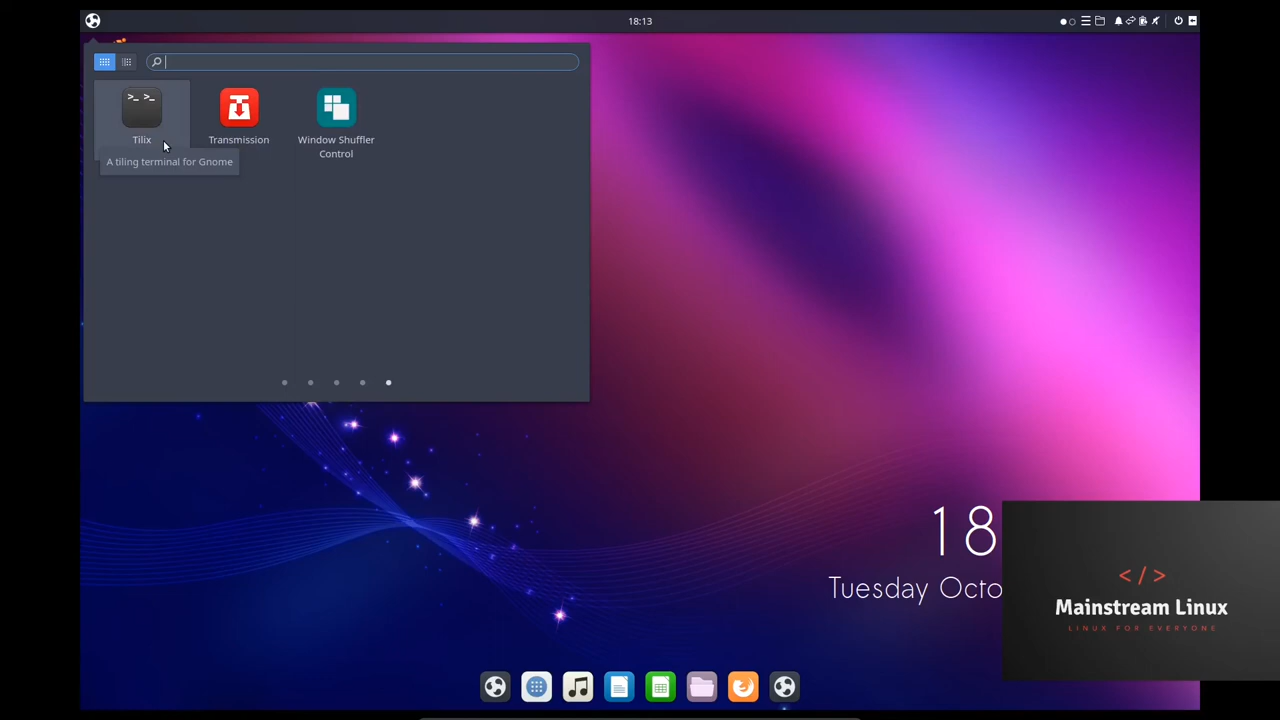 18:13
>_ >_
Tilix
Transmission
Window Shuffler
Control
A tiling terminal for Gnome
18
Tuesday Octo
</>
Mainstream Linux
LINUX FOR EVERYONE